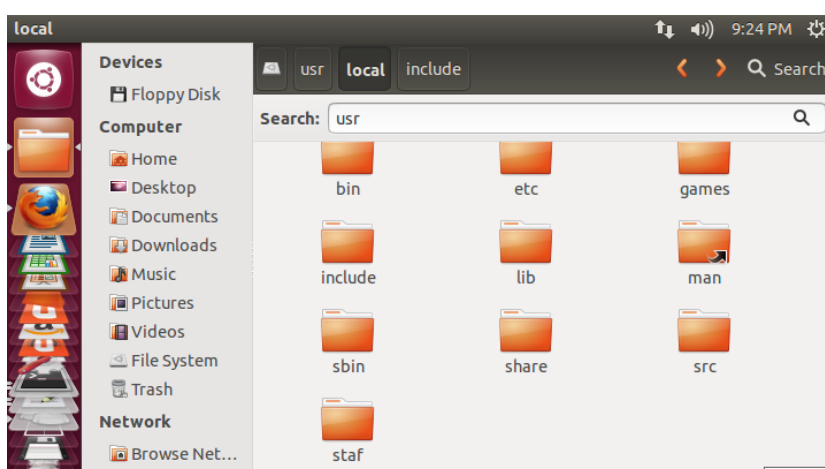 local
9:24 PM
Devices
Floppy Disk
Computer
Home
Desktop
Documents
Downloads
Music
Pictures
Videos
File System
Trash
Network
Browse Net...
usr local include
Search
Search: usr
bin etc games
include lib man
sbin share src
staf